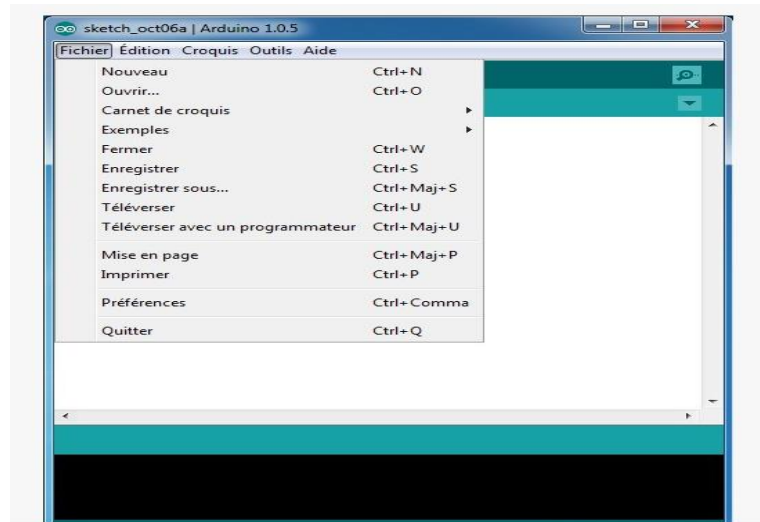 sketch_oct06a | Arduino 1.0.5
Fichier Édition Croquis Outils Aide
Nouveau Ctrl+N
Ouvrir... Ctrl+O
Carnet de croquis
Exemples
Fermer Ctrl+W
Enregistrer Ctrl+S
Enregistrer sous... Ctrl+Maj+S
Téléverser Ctrl+U
Téléverser avec un programmateur Ctrl+Maj+U
Mise en page Ctrl+Maj+P
Imprimer Ctrl+P
Préférences Ctrl+Comma
Quitter Ctrl+Q